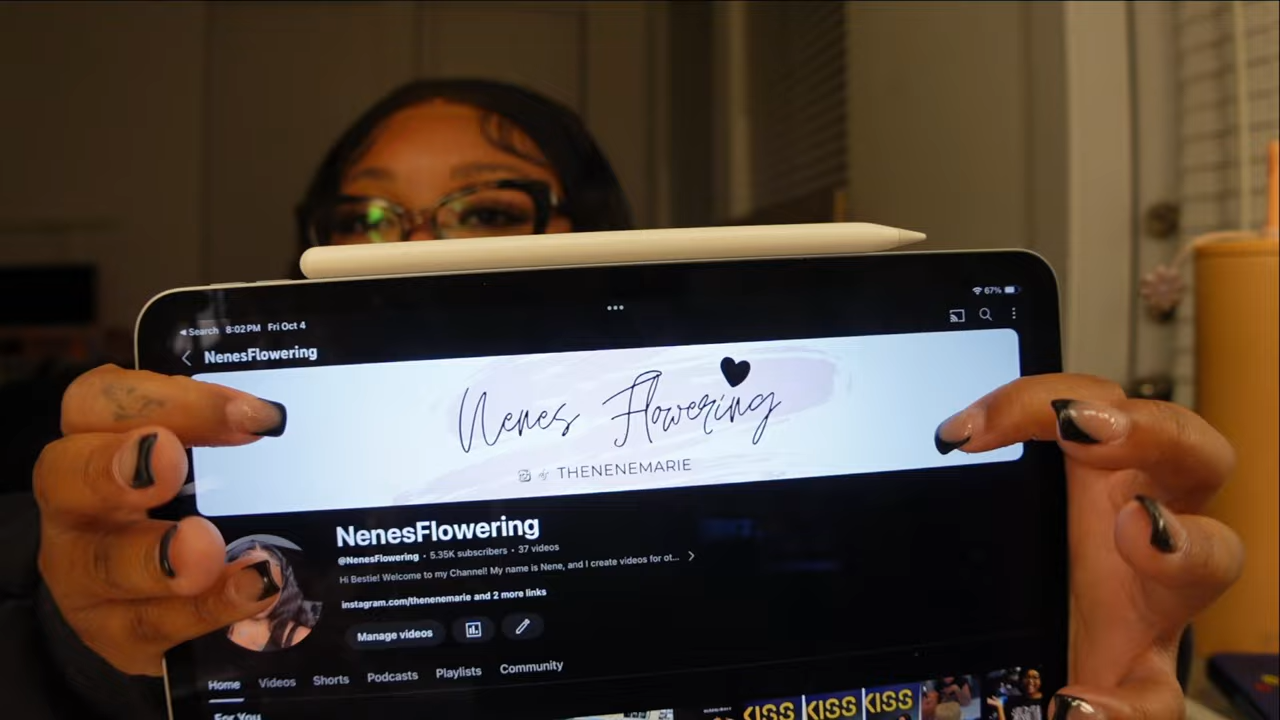 Search 8:02 PM Fri Oct 4
67%
NenesFlowering
Nenes Flowering
THENENEMARIE
NenesFlowering
@NenesFlowering • 5.35K subscribers • 37 videos
Hi Bestie! Welcome to my Channel! My name is Nene, and I create videos for ot...
instagram.com/thenenemarie and 2 more links
Manage videos
Home Videos Shorts Podcasts Playlists Community
For You
KISS KISS KISS